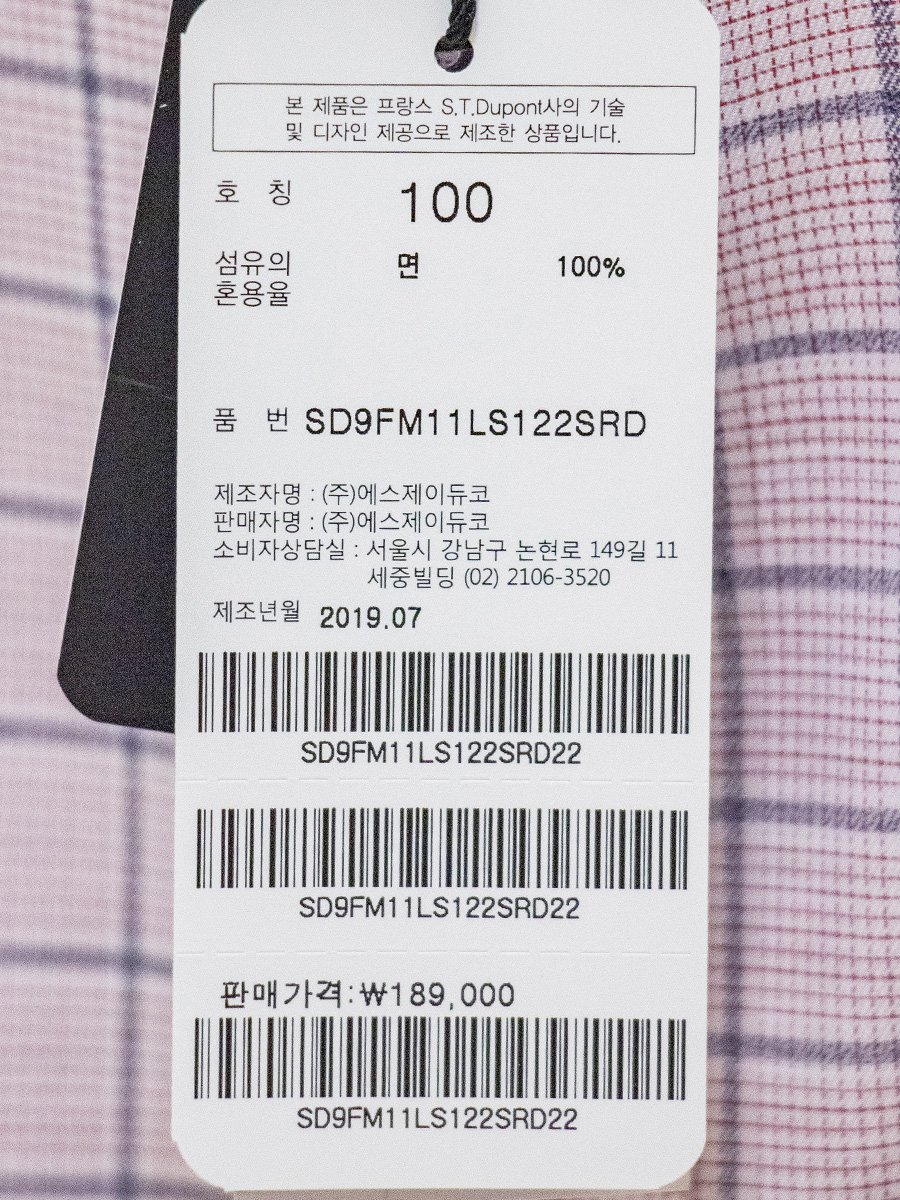 본 제품은 프랑스 S.T.Dupont사의 기술
및 디자인 제공으로 제조한 상품입니다.
호 칭 100
섬유의 면 100%
혼용율
품 번 SD9FM11LS122SRD
제조자명 : (주)에스제이듀코
판매자명 : (주)에스제이듀코
소비자상담실 : 서울시 강남구 논현로 149길 11
세중빌딩 (02) 2106-3520
제조년월 2019.07
SD9FM11LS122SRD22
SD9FM11LS122SRD22
판매가격:₩189,000
SD9FM11LS122SRD22